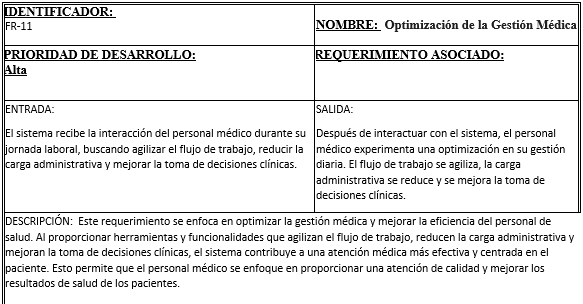 IDENTIFICADOR:
FR-11
NOMBRE: Optimización de la Gestión Médica
PRIORIDAD DE DESARROLLO:
Alta
REQUERIMIENTO ASOCIADO:
ENTRADA:
El sistema recibe la interacción del personal médico durante su
jornada laboral, buscando agilizar el flujo de trabajo, reducir la
carga administrativa y mejorar la toma de decisiones clínicas.
SALIDA:
Después de interactuar con el sistema, el personal
médico experimenta una optimización en su gestión
diaria. El flujo de trabajo se agiliza, la carga
administrativa se reduce y se mejora la toma de
decisiones clínicas.
DESCRIPCIÓN: Este requerimiento se enfoca en optimizar la gestión médica y mejorar la eficiencia del personal de
salud. Al proporcionar herramientas y funcionalidades que agilizan el flujo de trabajo, reducen la carga administrativa y
mejoran la toma de decisiones clínicas, el sistema contribuye a una atención médica más efectiva y centrada en el
paciente. Esto permite que el personal médico se enfoque en proporcionar una atención de calidad y mejorar los
resultados de salud de los pacientes.